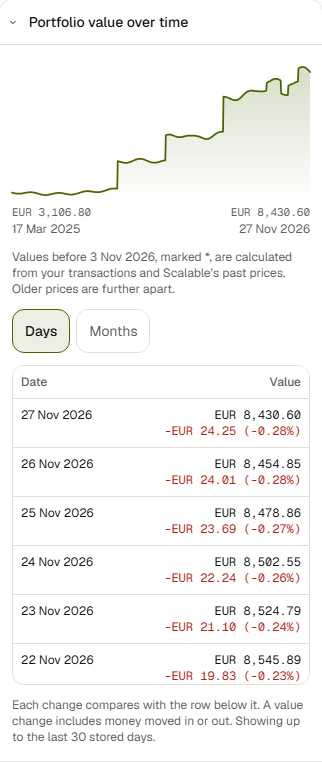 Portfolio value over time
EUR 3,106.80 EUR 8,430.60
17 Mar 2025 27 Nov 2026
Values before 3 Nov 2026, marked *, are calculated
from your transactions and Scalable's past prices.
Older prices are further apart.
Days Months
Date Value
27 Nov 2026 EUR 8,430.60
-EUR 24.25 (-0.28%)
26 Nov 2026 EUR 8,454.85
-EUR 24.01 (-0.28%)
25 Nov 2026 EUR 8,478.86
-EUR 23.69 (-0.27%)
24 Nov 2026 EUR 8,502.55
-EUR 22.24 (-0.26%)
23 Nov 2026 EUR 8,524.79
-EUR 21.10 (-0.24%)
22 Nov 2026 EUR 8,545.89
-EUR 19.83 (-0.23%)
Each change compares with the row below it. A value
change includes money moved in or out. Showing up
to the last 30 stored days.